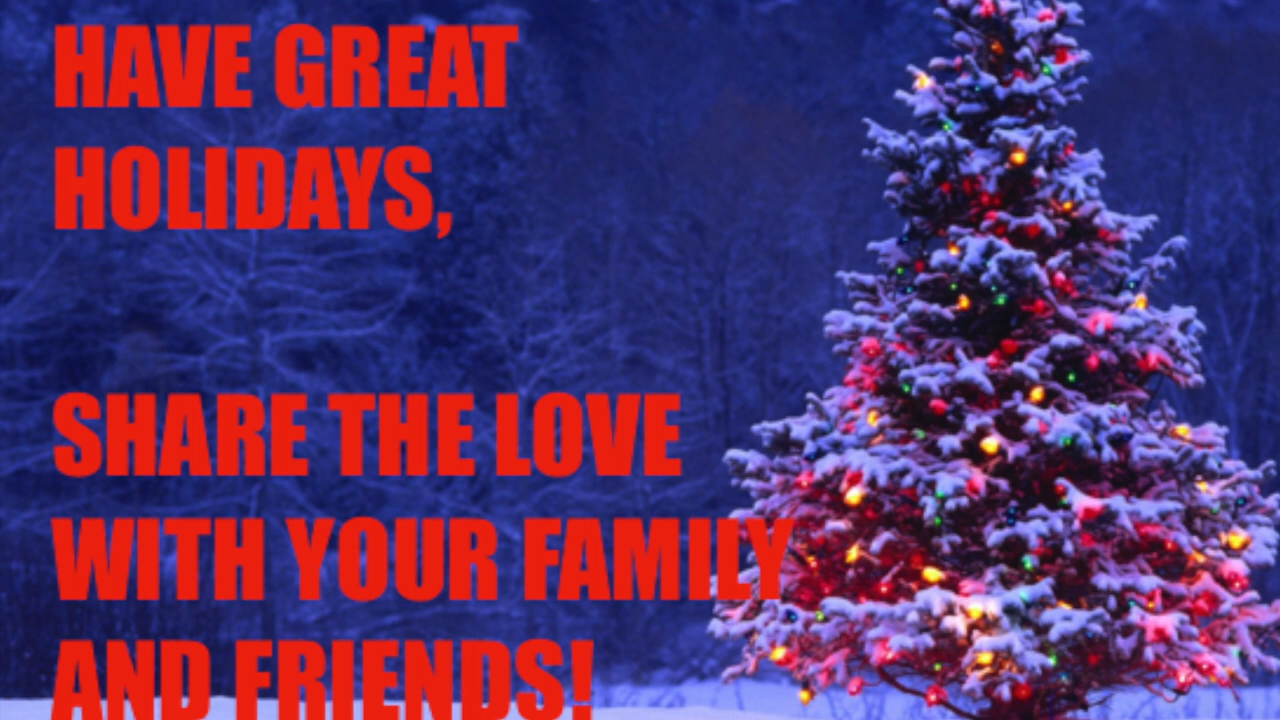 HAVE GREAT
HOLIDAYS,
SHARE THE LOVE
WITH YOUR FAMILY
AND FRIENDS!